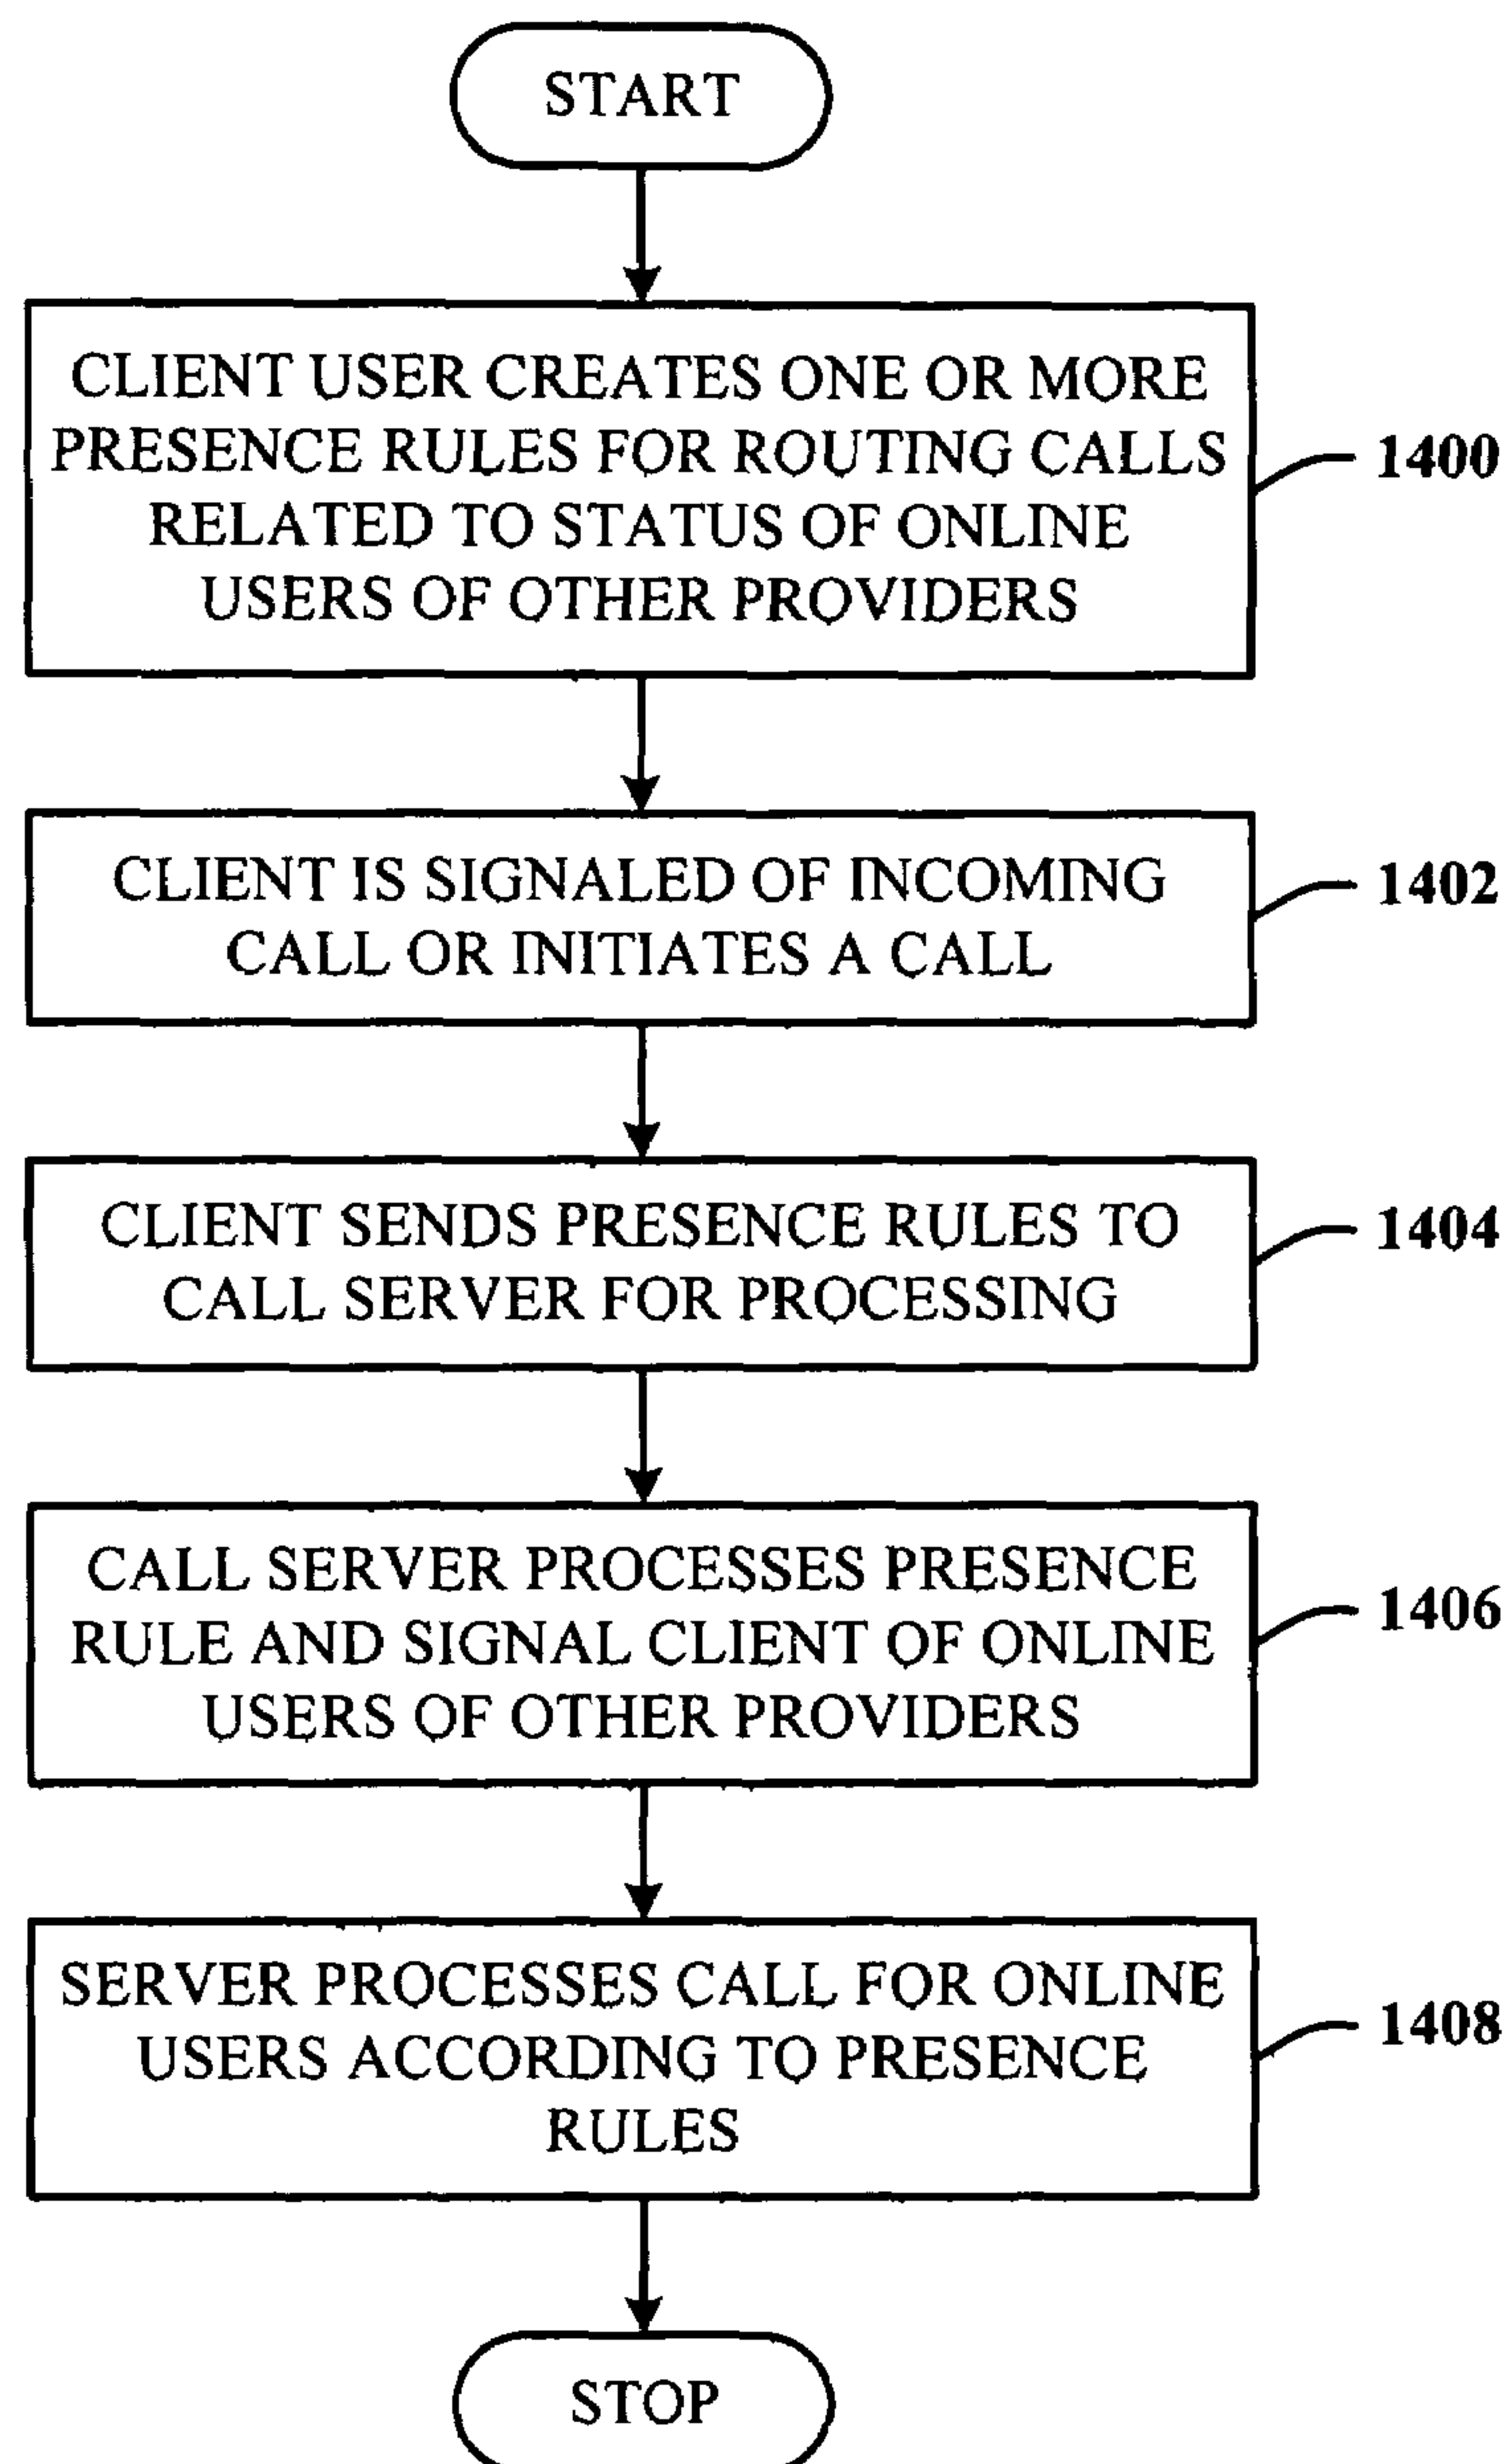 START
CLIENT USER CREATES ONE OR MORE
PRESENCE RULES FOR ROUTING CALLS
RELATED TO STATUS OF ONLINE
USERS OF OTHER PROVIDERS
1400
CLIENT IS SIGNALED OF INCOMING
CALL OR INITIATES A CALL
1402
CLIENT SENDS PRESENCE RULES TO
CALL SERVER FOR PROCESSING
1404
CALL SERVER PROCESSES PRESENCE
RULE AND SIGNAL CLIENT OF ONLINE
USERS OF OTHER PROVIDERS
1406
SERVER PROCESSES CALL FOR ONLINE
USERS ACCORDING TO PRESENCE
RULES
1408
STOP